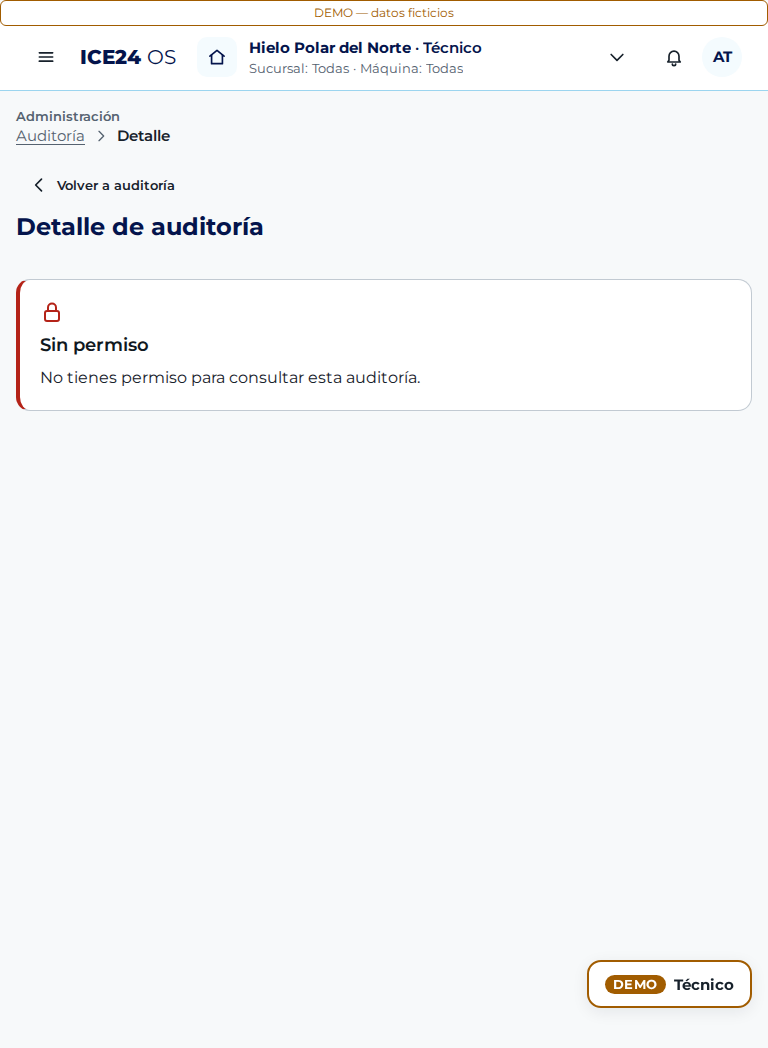 DEMO — datos ficticios
ICE24 OS
Hielo Polar del Norte · Técnico
Sucursal: Todas · Máquina: Todas
AT
Administración
Auditoría > Detalle
Volver a auditoría
Detalle de auditoría
Sin permiso
No tienes permiso para consultar esta auditoría.
DEMO Técnico